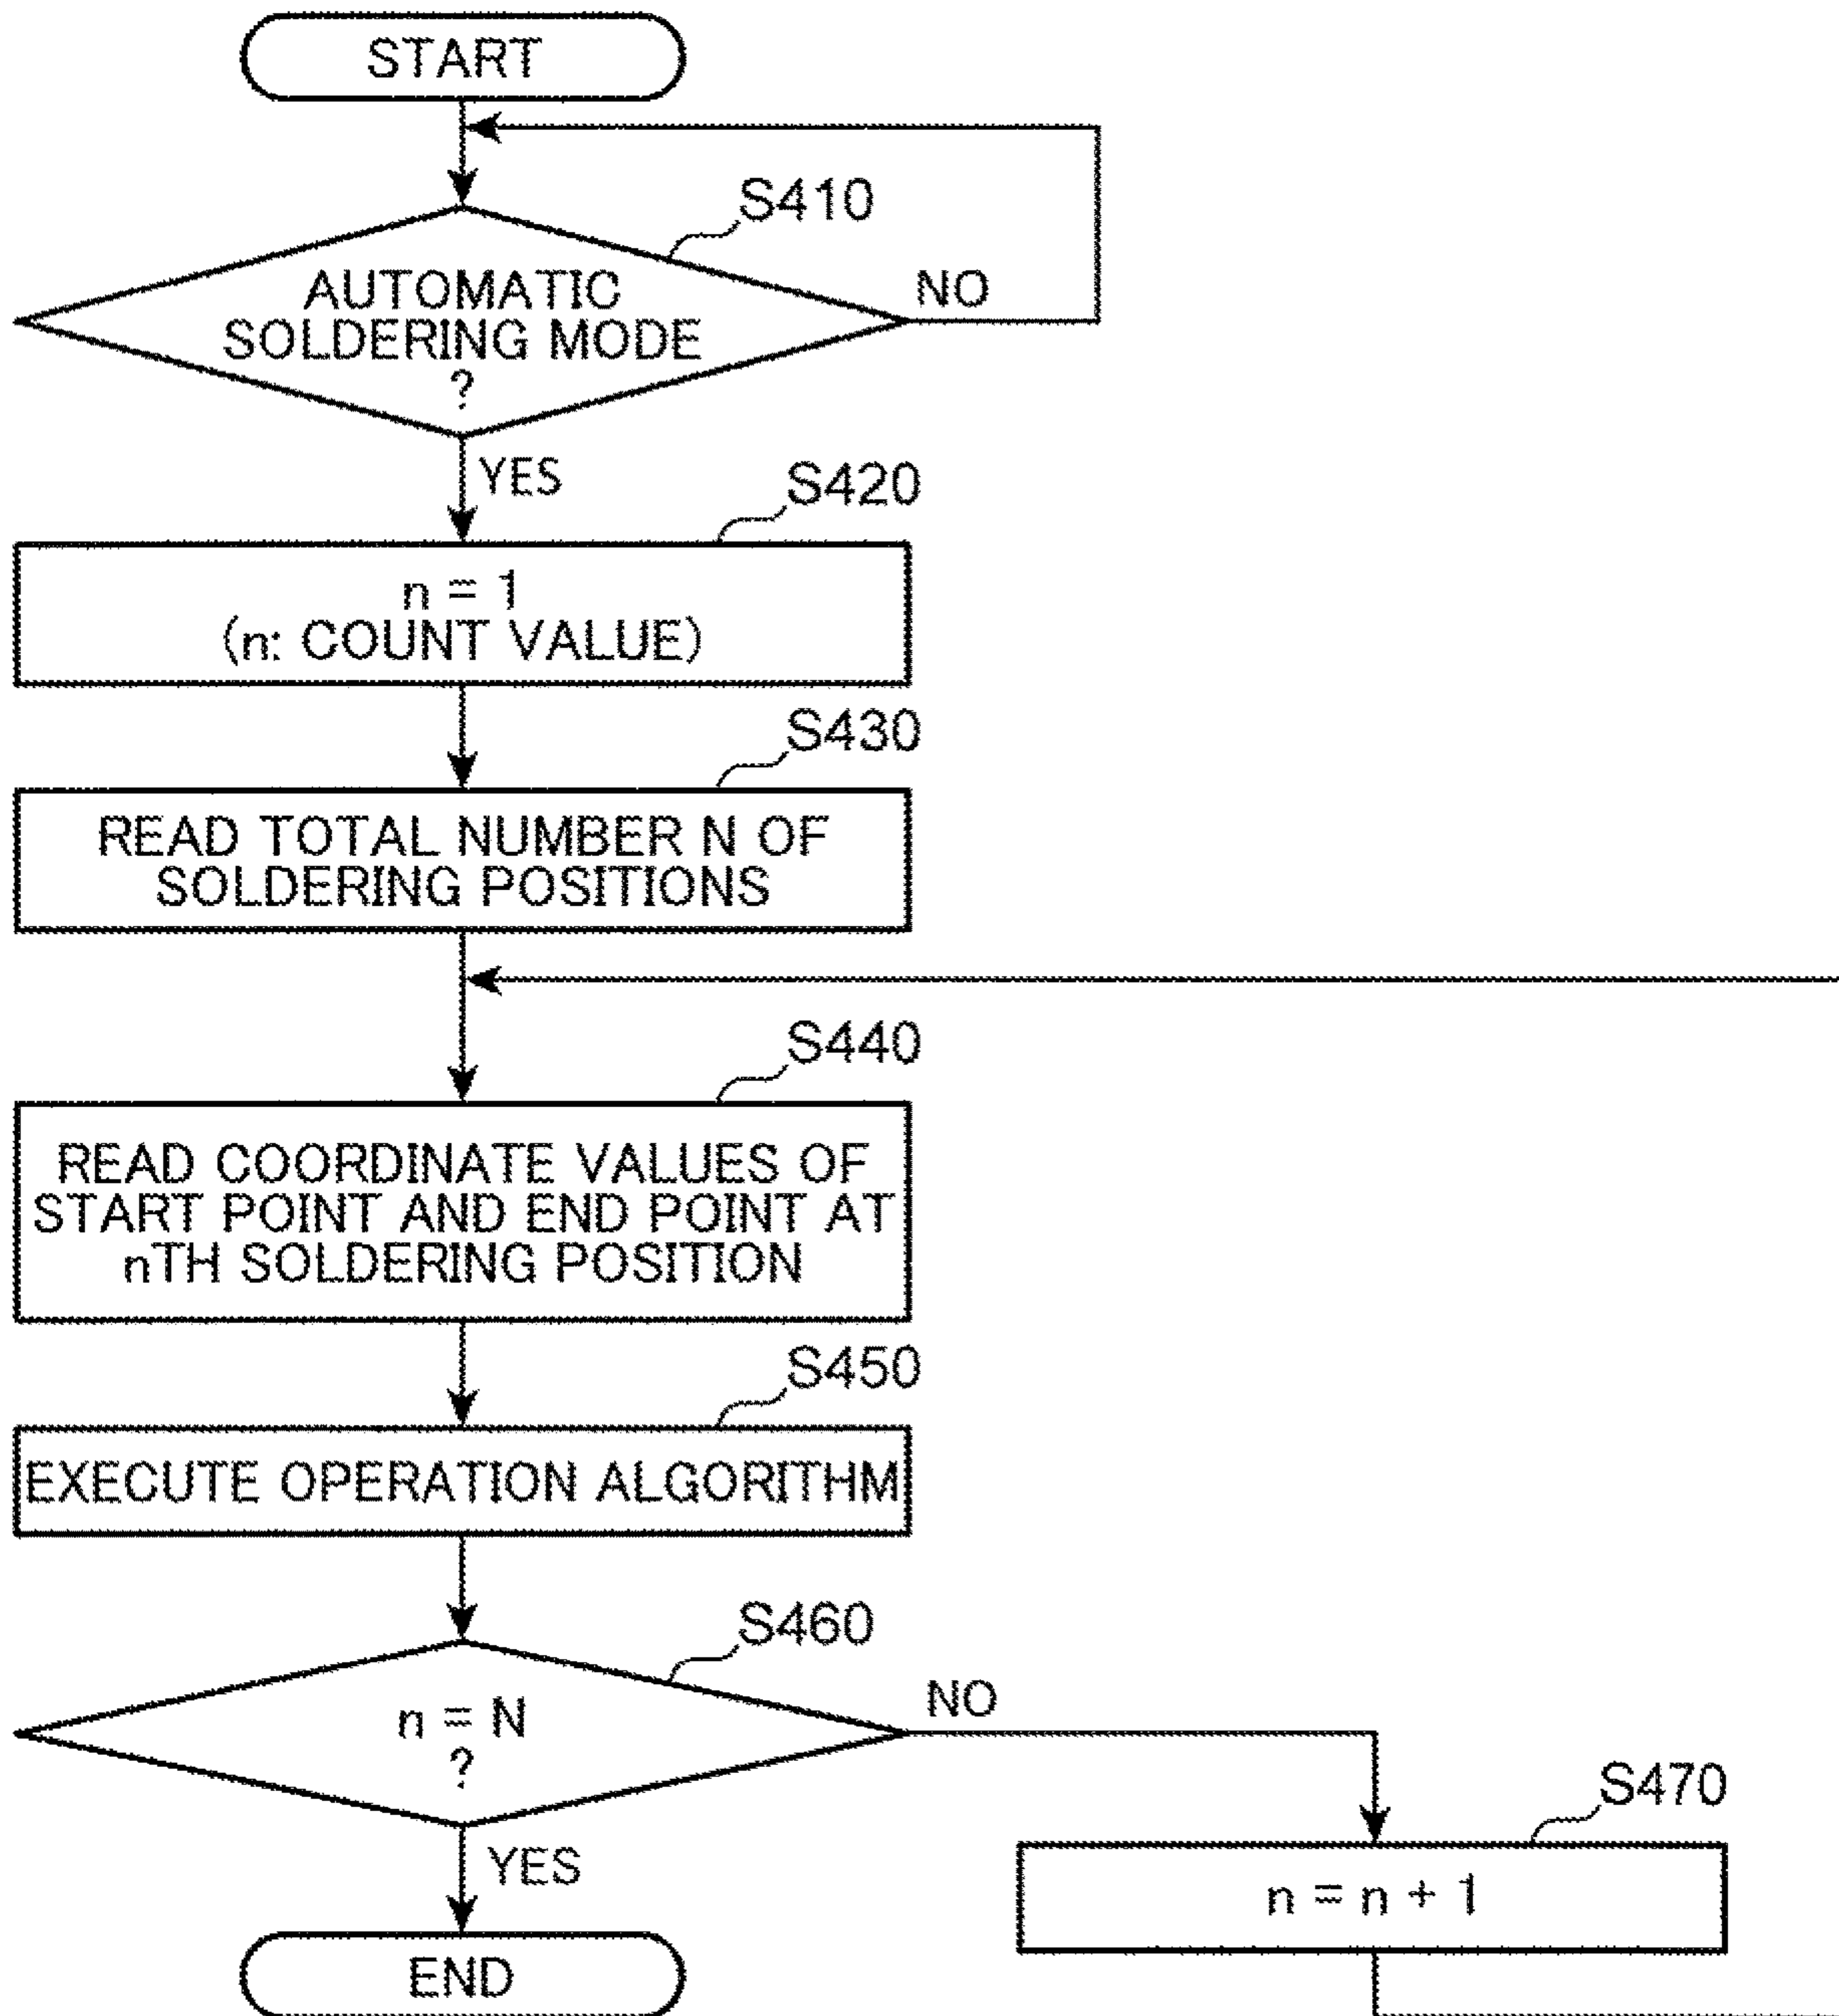 START
S410
AUTOMATIC
SOLDERING MODE
?
NO
YES
S420
n = 1
(n: COUNT VALUE)
S430
READ TOTAL NUMBER N OF
SOLDERING POSITIONS
S440
READ COORDINATE VALUES OF
START POINT AND END POINT AT
nTH SOLDERING POSITION
S450
EXECUTE OPERATION ALGORITHM
S460
n = N
?
NO
YES
S470
n = n + 1
END